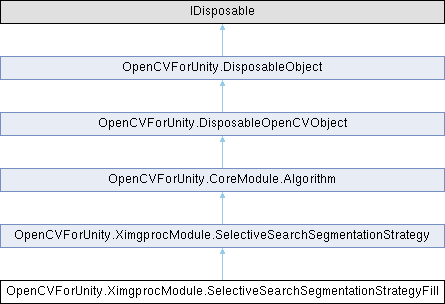 IDisposable
OpenCVForUnity.DisposableObject
OpenCVForUnity.DisposableOpenCVObject
OpenCVForUnity.CoreModule.Algorithm
OpenCVForUnity.XimgprocModule.SelectiveSearchSegmentationStrategy
OpenCVForUnity.XimgprocModule.SelectiveSearchSegmentationStrategyFill